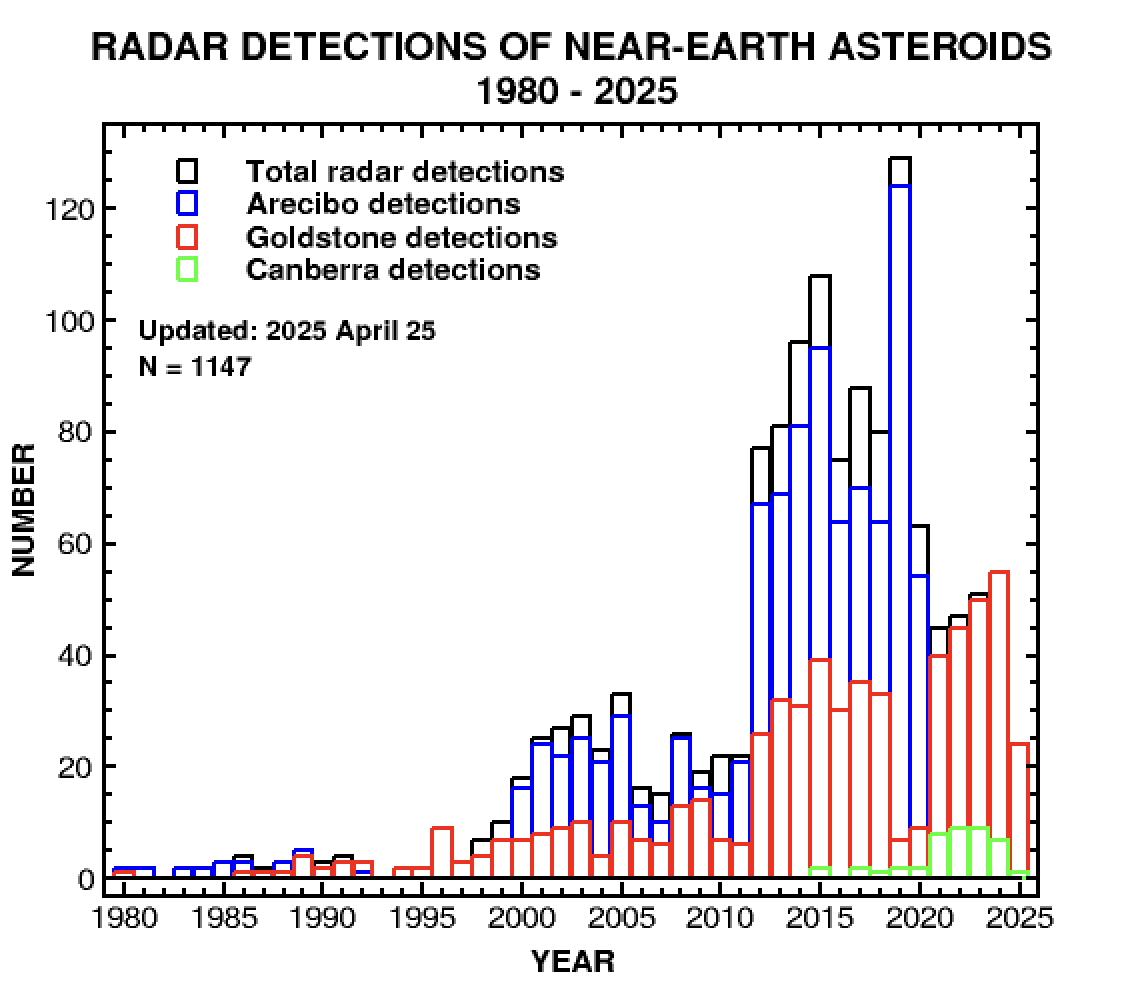 RADAR DETECTIONS OF NEAR-EARTH ASTEROIDS
1980 - 2025
Total radar detections
Arecibo detections
Goldstone detections
Canberra detections
Updated: 2025 April 25
N = 1147
NUMBER
120
100
80
60
40
20
0
1980 1985 1990 1995 2000 2005 2010 2015 2020 2025
YEAR